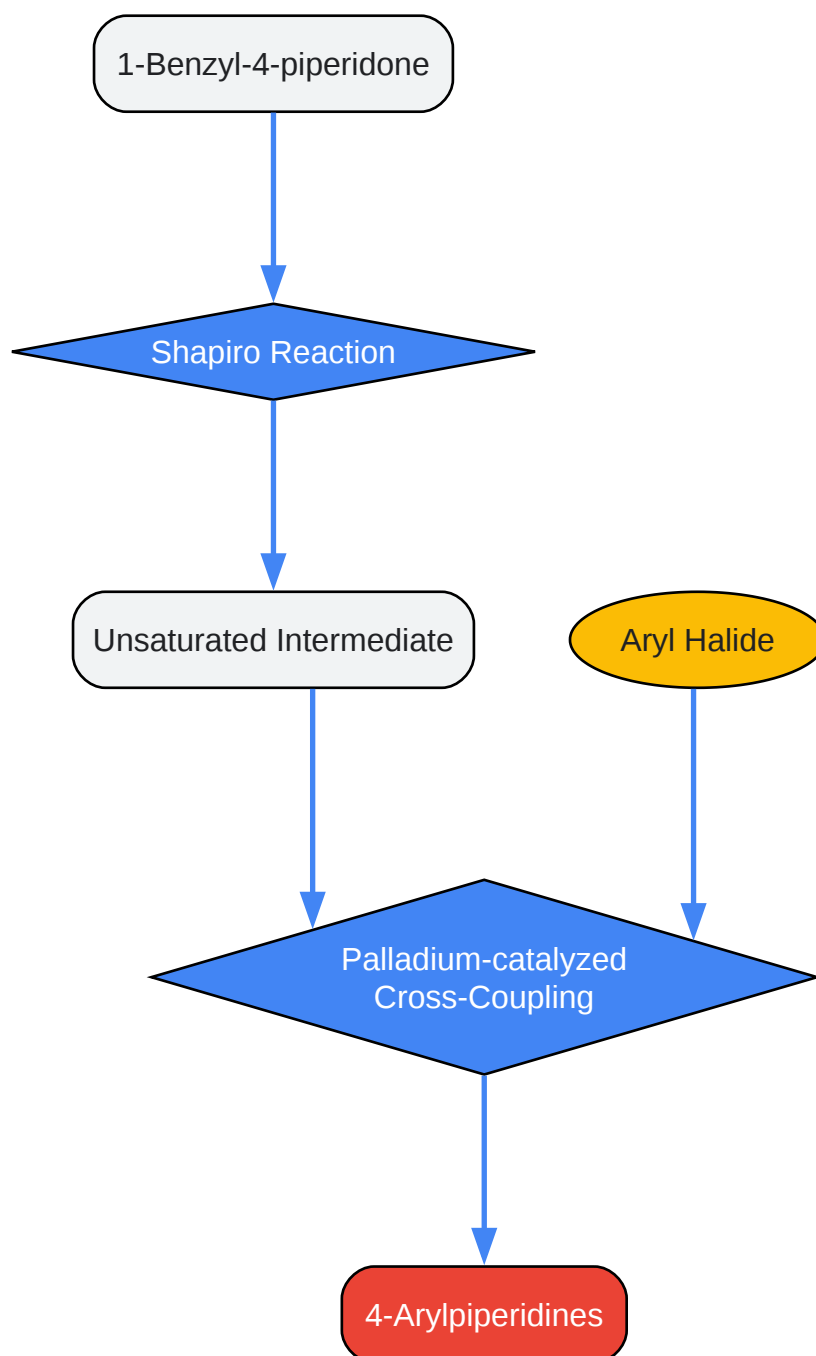 1-Benzyl-4-piperidone
Shapiro Reaction
Unsaturated Intermediate
Aryl Halide
Palladium-catalyzed
Cross-Coupling
4-Arylpiperidines